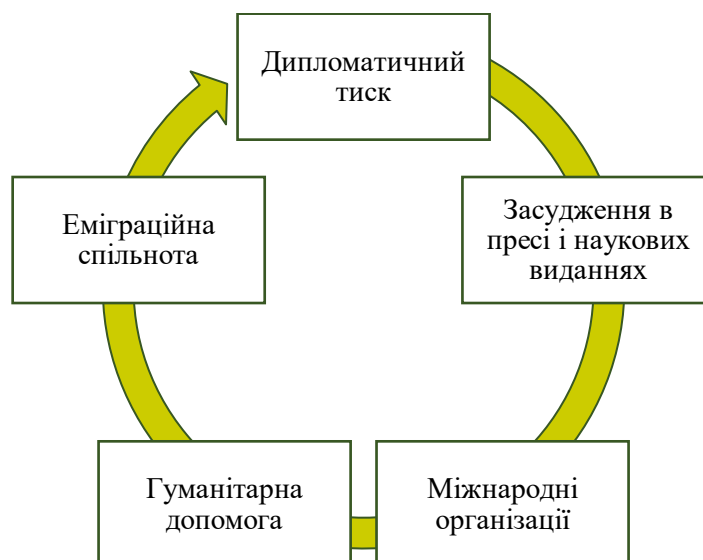 Дипломатичний
тиск
Засудження в
пресі і наукових
виданнях
Міжнародні
організації
Гуманітарна
допомога
Еміграційна
спільнота